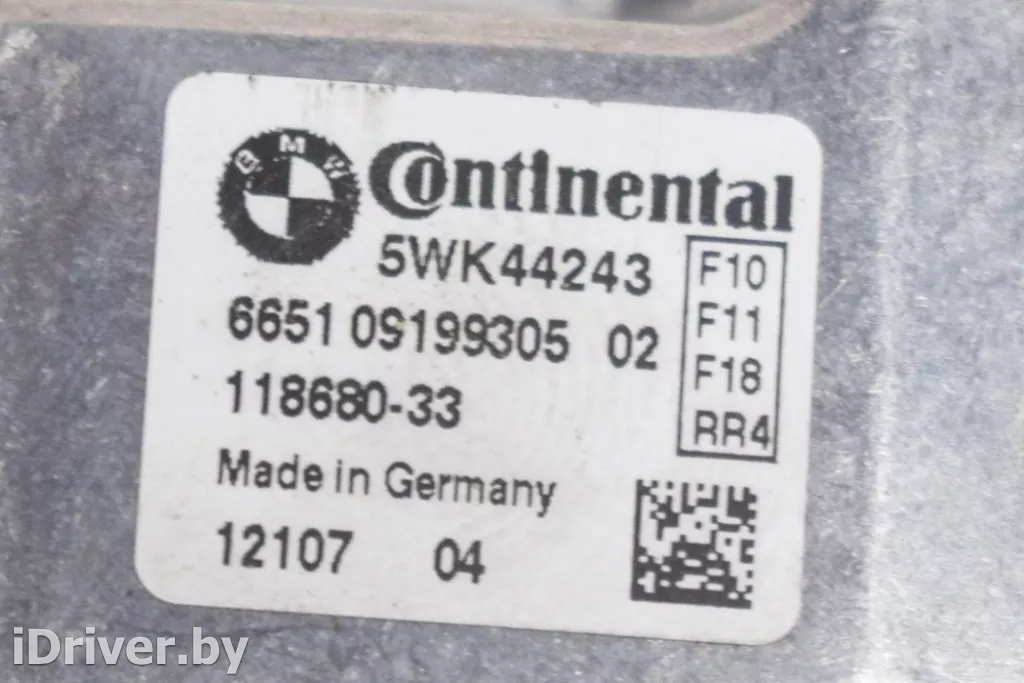 BMW
Continental
5WK44243
6651 09199305 02
118680-33
Made in Germany
12107 04
F10
F11
F18
RR4
iDriver.by